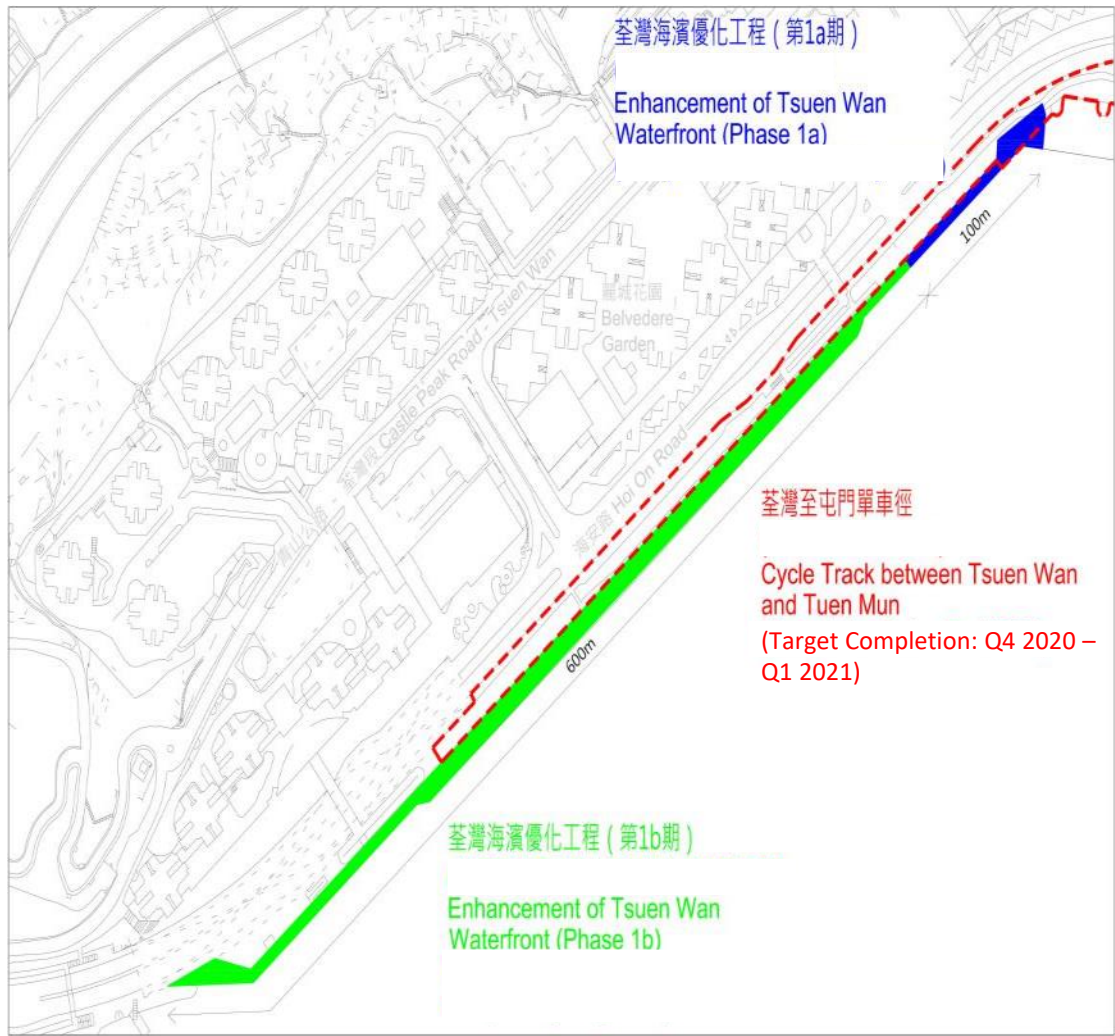 荃灣海濱優化工程（第1a期）
Enhancement of Tsuen Wan
Waterfront (Phase 1a)
100m
荃灣段 Castle Peak Road - Tsuen Wan
麗城花園
Belvedere
Garden
海安路 Hoi On Road
青山公路
荃灣至屯門單車徑
Cycle Track between Tsuen Wan
and Tuen Mun
(Target Completion: Q4 2020 –
Q1 2021)
600m
荃灣海濱優化工程（第1b期）
Enhancement of Tsuen Wan
Waterfront (Phase 1b)